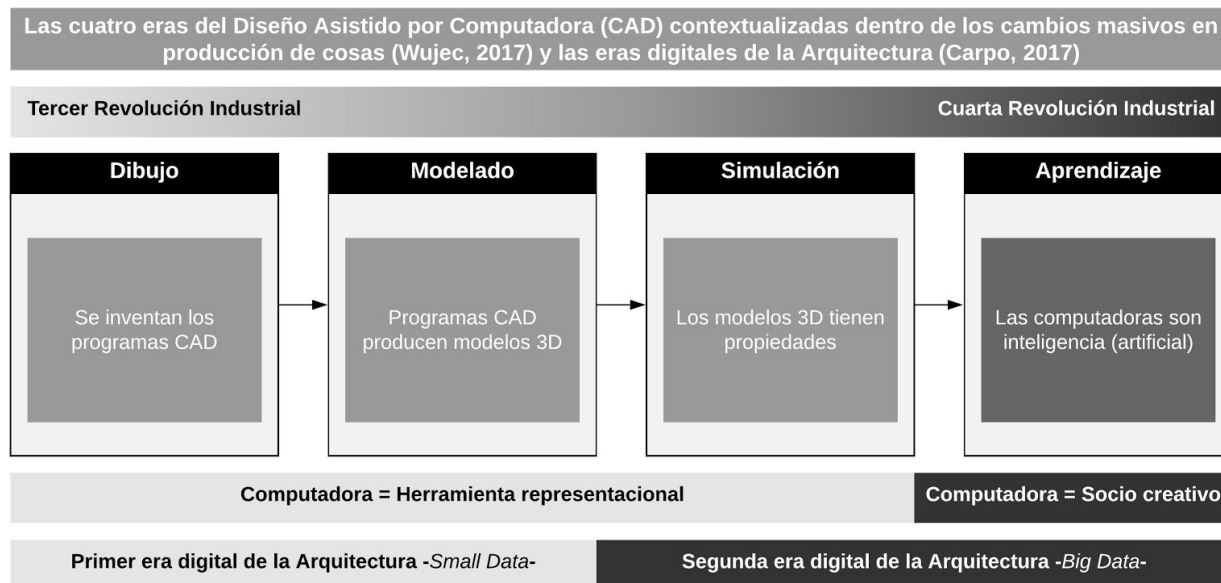 Las cuatro eras del Diseño Asistido por Computadora (CAD) contextualizadas dentro de los cambios masivos en
producción de cosas (Wujec, 2017) y las eras digitales de la Arquitectura (Carpo, 2017)
Tercer Revolución Industrial
Cuarta Revolución Industrial
Dibujo
Se inventan los
programas CAD
Modelado
Programas CAD
producen modelos 3D
Simulación
Los modelos 3D tienen
propiedades
Aprendizaje
Las computadoras son
inteligencia (artificial)
Computadora = Herramienta representacional
Computadora = Socio creativo
Primer era digital de la Arquitectura -Small Data-
Segunda era digital de la Arquitectura -Big Data-